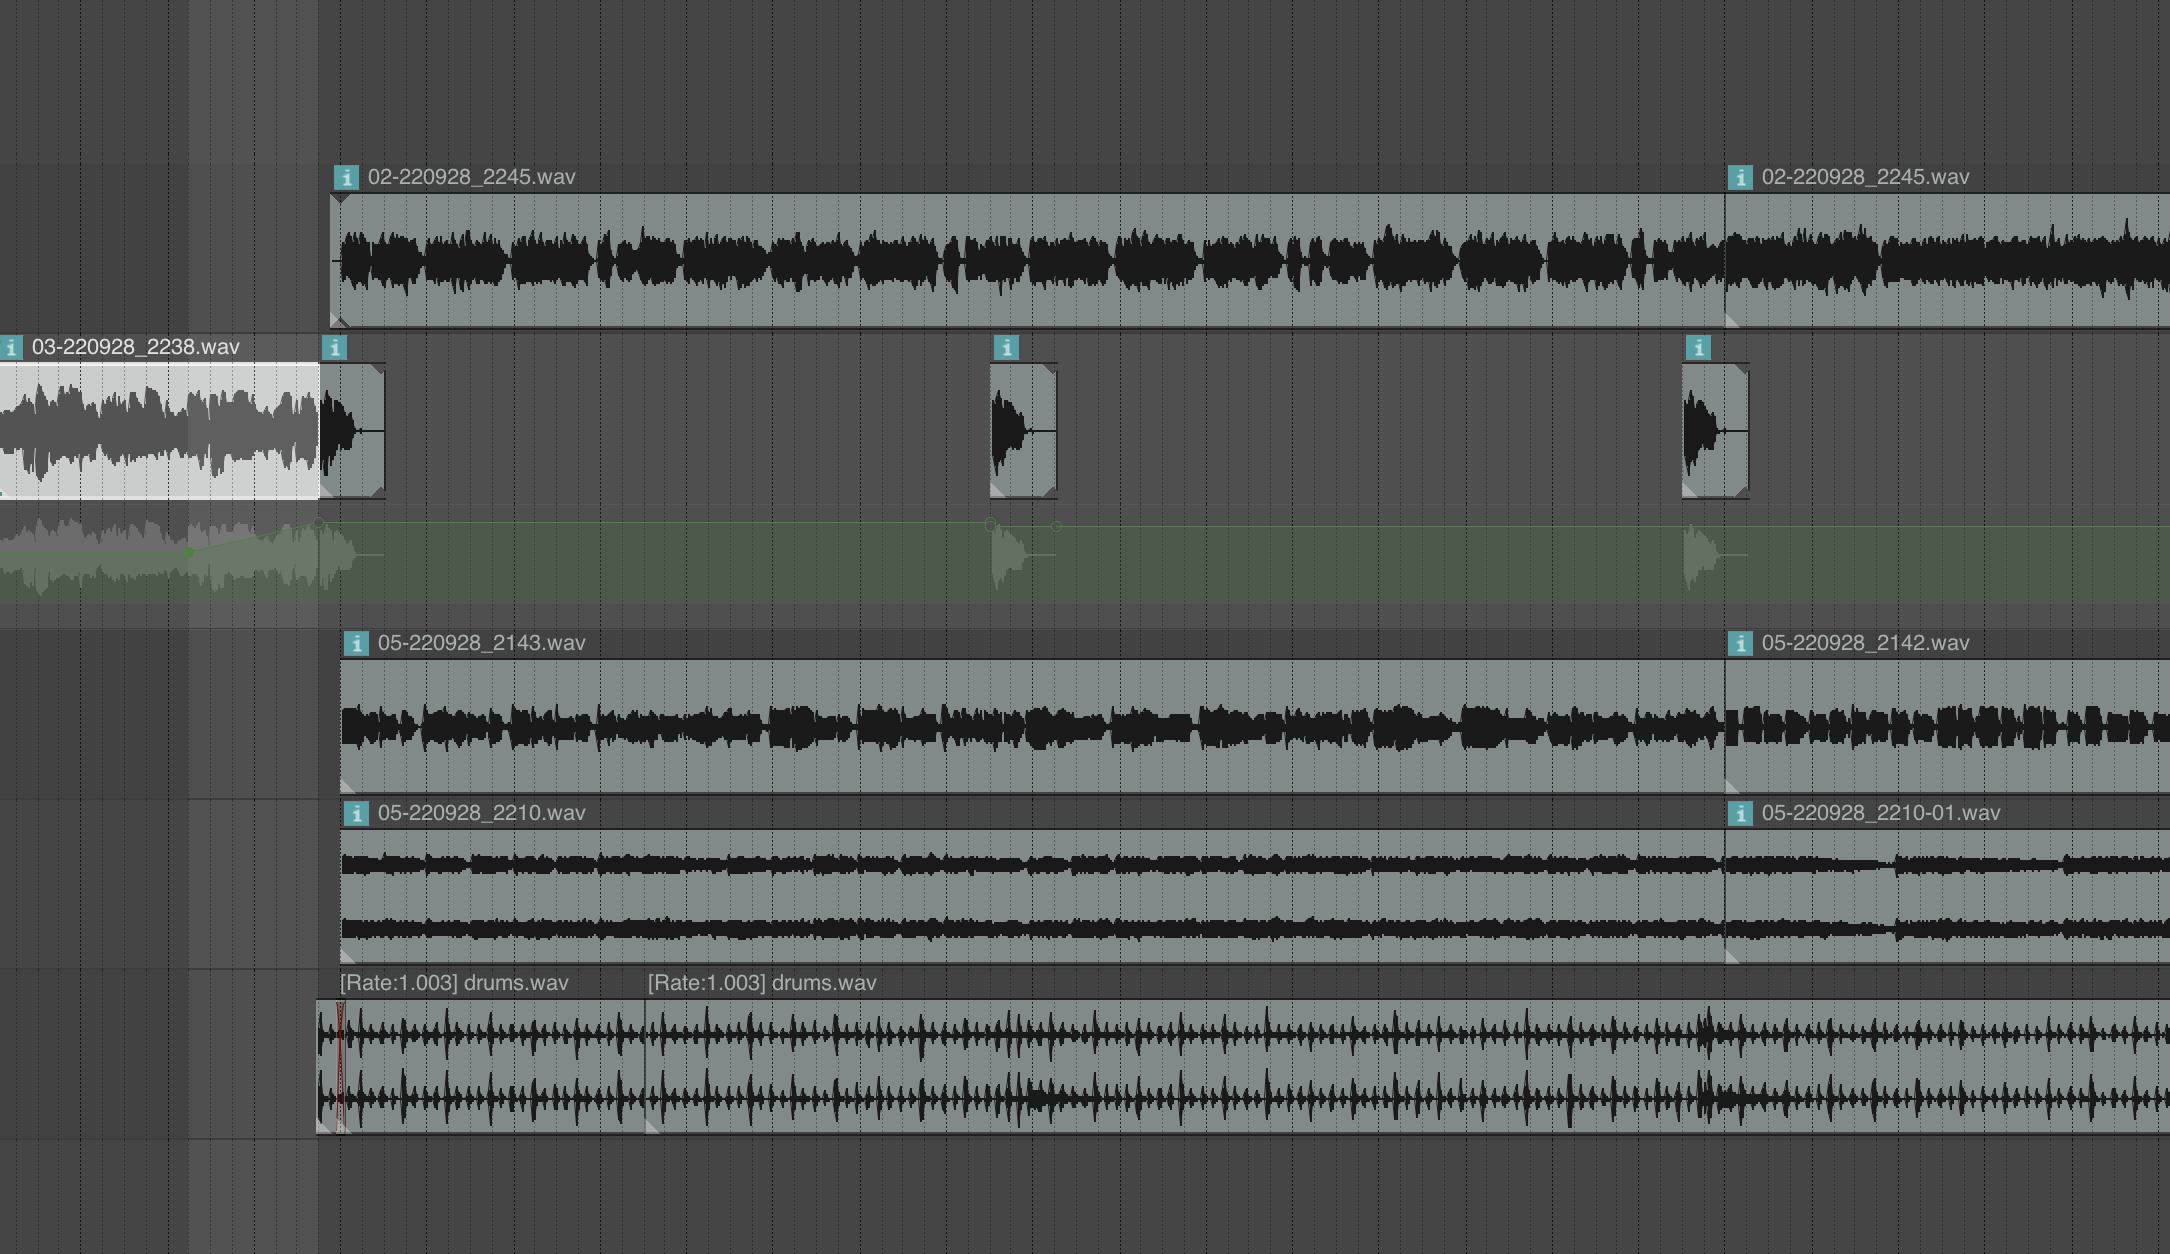 i 02-220928_2245.wav
i 02-220928_2245.wav
i 03-220928_2238.wav
i
i
i
i 05-220928_2143.wav
i 05-220928_2142.wav
i 05-220928_2210.wav
i 05-220928_2210-01.wav
[Rate:1.003] drums.wav
[Rate:1.003] drums.wav